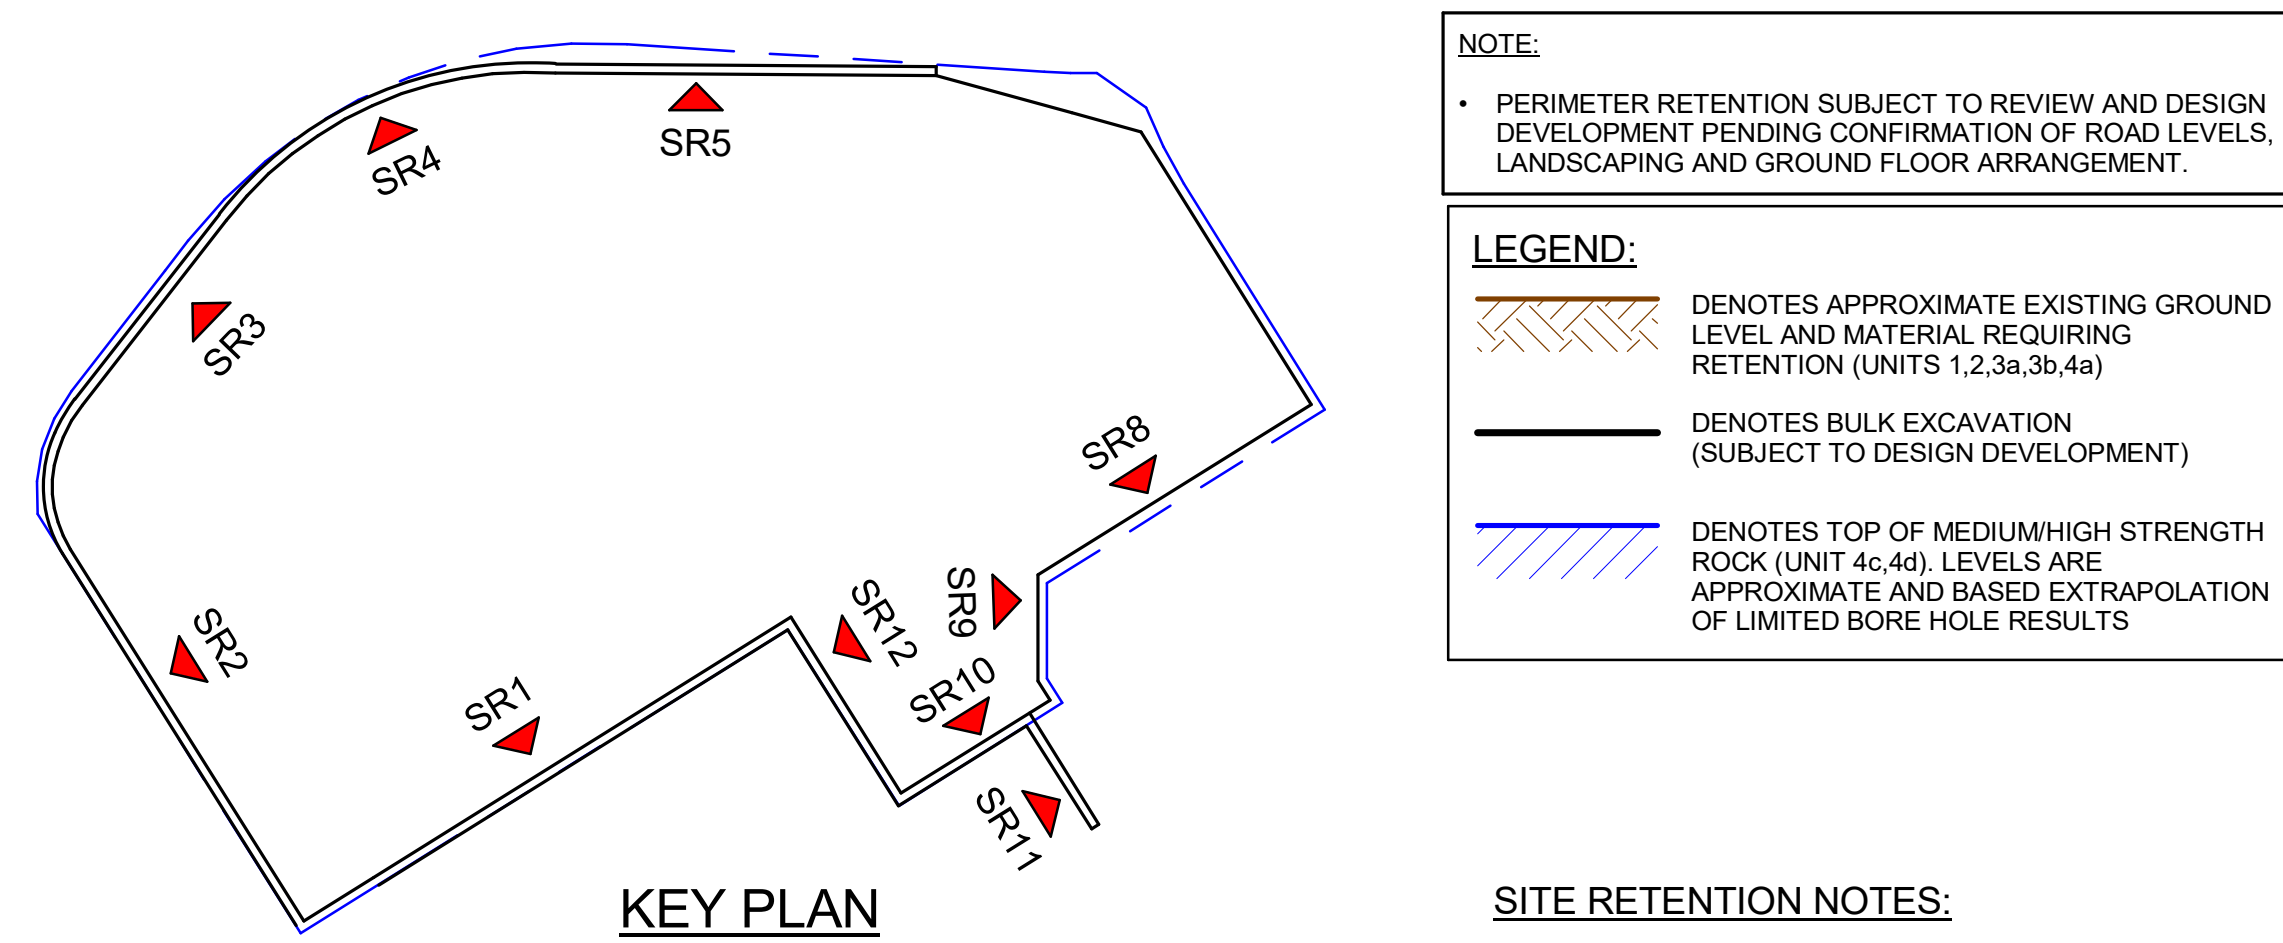 SR5
SR4
SR3
SR8
SR9
SR12
SR2
SR10
SR1
SR11
KEY PLAN
NOTE:
• PERIMETER RETENTION SUBJECT TO REVIEW AND DESIGN
DEVELOPMENT PENDING CONFIRMATION OF ROAD LEVELS,
LANDSCAPING AND GROUND FLOOR ARRANGEMENT.
LEGEND:
DENOTES APPROXIMATE EXISTING GROUND
LEVEL AND MATERIAL REQUIRING
RETENTION (UNITS 1,2,3a,3b,4a)
DENOTES BULK EXCAVATION
(SUBJECT TO DESIGN DEVELOPMENT)
DENOTES TOP OF MEDIUM/HIGH STRENGTH
ROCK (UNIT 4c,4d). LEVELS ARE
APPROXIMATE AND BASED EXTRAPOLATION
OF LIMITED BORE HOLE RESULTS
SITE RETENTION NOTES: